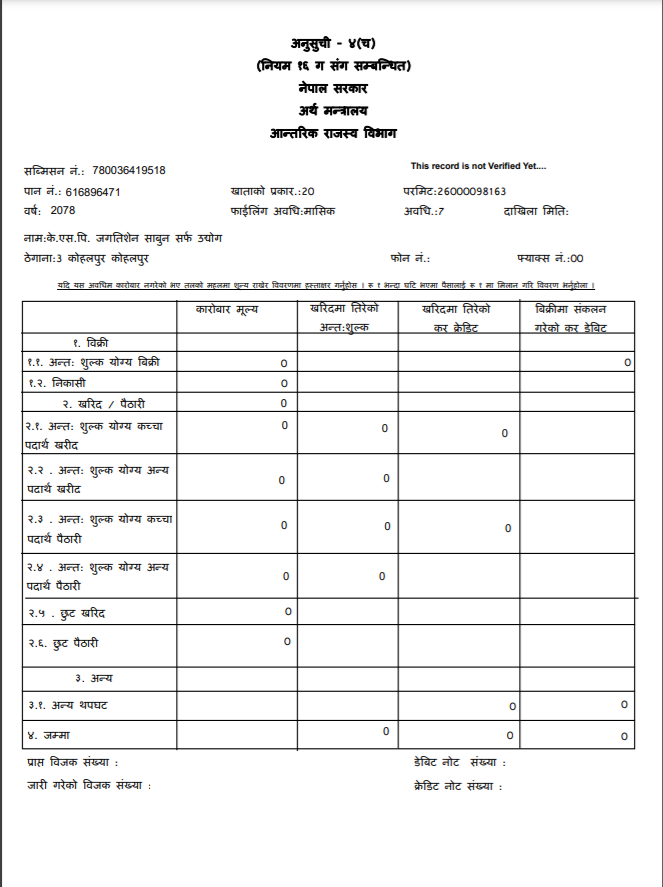 अनुसुची - ४(च)
(नियम १६ ग संग सम्बन्धित)
नेपाल सरकार
अर्थ मन्त्रालय
आन्तरिक राजस्व विभाग
सब्मिसन नं.: 780036419518 This record is not Verified Yet....
पान नं.: 616896471 खाताको प्रकार.:20 परमिट:26000098163
वर्ष: 2078 फाईलिंग अवधि:मासिक अवधि.:7 दाखिला मिति:
नाम:के.एस.पि. जगतिशेन साबुन सर्फ उद्योग
ठेगाना:3 कोहलपुर कोहलपुर फोन नं.: फ्याक्स नं.:00
यदि यस अवधिम कारोबार नगरेको भए तलको महलमा शून्य राखेर विवरणमा हस्ताक्षर गर्नुहोस । रू १ भन्दा घटि भएमा पैसालाई रू १ मा मिलान गरि विवरण भर्नुहोला ।
कारोबार मूल्य खरिदमा तिरेको खरिदमा तिरेको बिक्रीमा संकलन
अन्त:शुल्क कर क्रेडिट गरेको कर डेबिट
१. विक्री
१.१. अन्त: शुल्क योग्य बिक्री 0 0
१.२. निकासी 0
२. खरिद / पैठारी 0
२.१. अन्त: शुल्क योग्य कच्चा 0 0 0
पदार्थ खरीद
२.२ . अन्त: शुल्क योग्य अन्य 0 0
पदार्थ खरीद
२.३ . अन्त: शुल्क योग्य कच्चा 0 0 0
पदार्थ पैठारी
२.४ . अन्त: शुल्क योग्य अन्य 0 0
पदार्थ पैठारी
२.५ . छुट खरिद 0
२.६. छुट पैठारी 0
३. अन्य
३.१. अन्य थपघट 0 0
४. जम्मा 0 0 0
प्राप्त विजक संख्या : डेबिट नोट संख्या :
जारी गरेको विजक संख्या : क्रेडिट नोट संख्या :